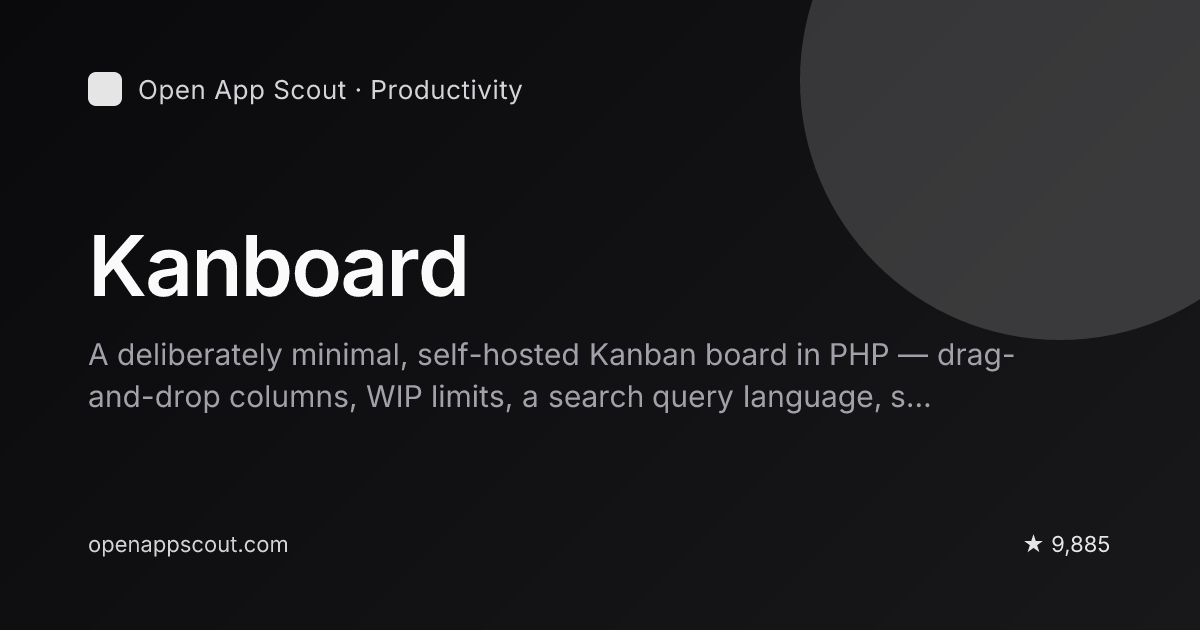 Open App Scout · Productivity
Kanboard
A deliberately minimal, self-hosted Kanban board in PHP — drag-
and-drop columns, WIP limits, a search query language, s...
openappscout.com
★ 9,885